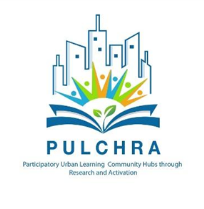 PULCHRA
Participatory Urban Learning Community Hubs through
Research and Activation